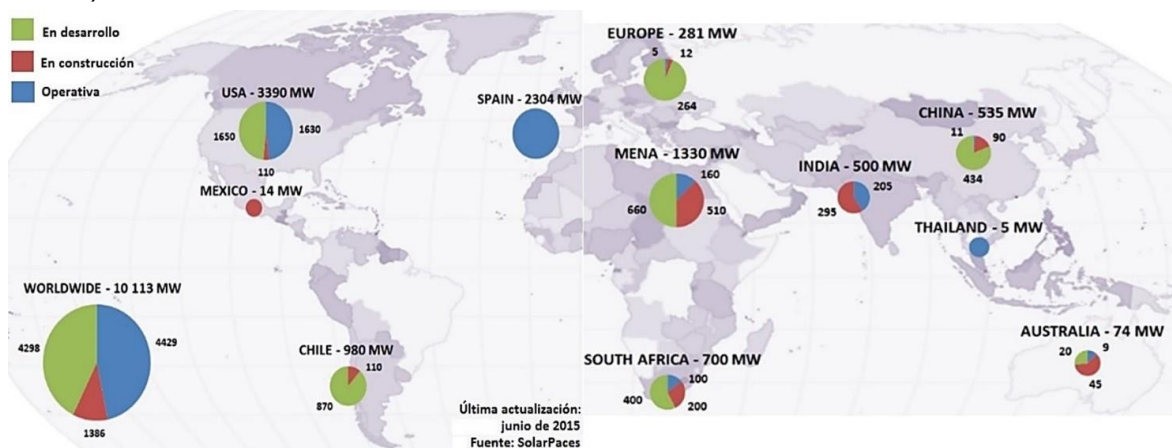 En desarrollo
En construcción
Operativa
USA - 3390 MW
1650
1630
110
MEXICO - 14 MW
SPAIN - 2304 MW
EUROPE - 281 MW
5
12
264
MENA - 1330 MW
160
660
510
CHINA - 535 MW
11
90
434
INDIA - 500 MW
205
295
THAILAND - 5 MW
WORLDWIDE - 10 113 MW
4298
4429
1386
CHILE - 980 MW
110
870
SOUTH AFRICA - 700 MW
100
400
200
AUSTRALIA - 74 MW
20
9
45
Última actualización:
junio de 2015
Fuente: SolarPaces